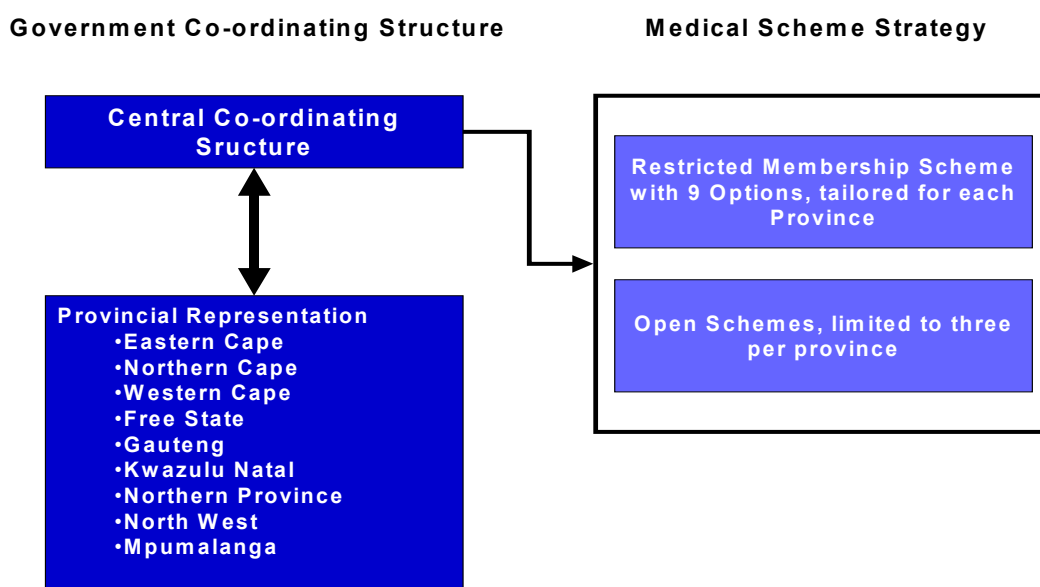 Government Co-ordinating Structure
Medical Scheme Strategy
Central Co-ordinating
Sructure
Provincial Representation
•Eastern Cape
•Northern Cape
•Western Cape
•Free State
•Gauteng
•Kwazulu Natal
•Northern Province
•North West
•Mpumalanga
Restricted Membership Scheme
with 9 Options, tailored for each
Province
Open Schemes, limited to three
per province